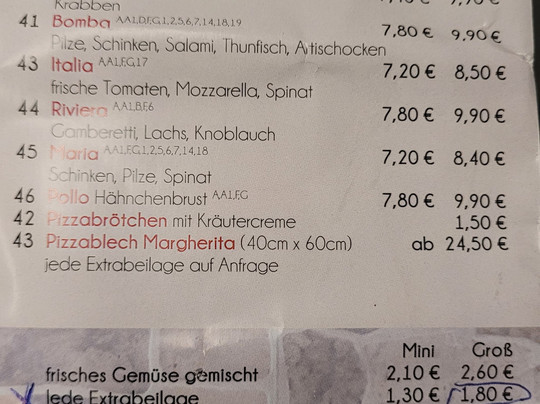 Krabben
41 Bomba A,A1,D,F,G,1,2,5,6,7,14,18,19 7,80 € 9,90 €
Pilze, Schinken, Salami, Thunfisch, Artischocken
43 Italia A,A1,F,G,17 7,20 € 8,50 €
frische Tomaten, Mozzarella, Spinat
44 Riviera A,A1,B,F,6 7,80 € 9,90 €
Gamberetti, Lachs, Knoblauch
45 Maria A,A1,F,G,1,2,5,6,7,14,18 7,20 € 8,40 €
Schinken, Pilze, Spinat
46 Pollo Hähnchenbrust A,A1,F,G 7,80 € 9,90 €
42 Pizzabrötchen mit Kräutercreme 1,50 €
43 Pizzablech Margherita (40cm x 60cm) ab 24,50 €
jede Extrabeilage auf Anfrage
Mini Groß
frisches Gemüse gemischt 2,10 € 2,60 €
jede Extrabeilage 1,30 € 1,80 €